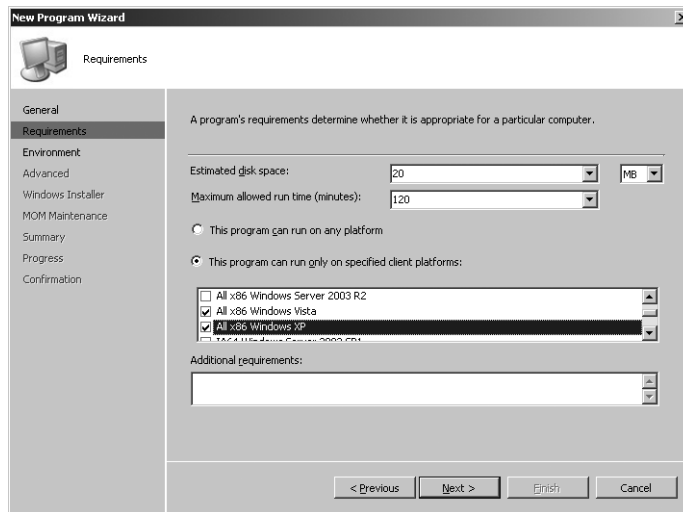 New Program Wizard
Requirements
General
Requirements
Environment
Advanced
Windows Installer
MOM Maintenance
Summary
Progress
Confirmation
A program's requirements determine whether it is appropriate for a particular computer.
Estimated disk space: 20 MB
Maximum allowed run time (minutes): 120
This program can run on any platform
This program can run only on specified client platforms:
All x86 Windows Server 2003 R2
All x86 Windows Vista
All x86 Windows XP
Additional requirements:
< Previous Next > Finish Cancel